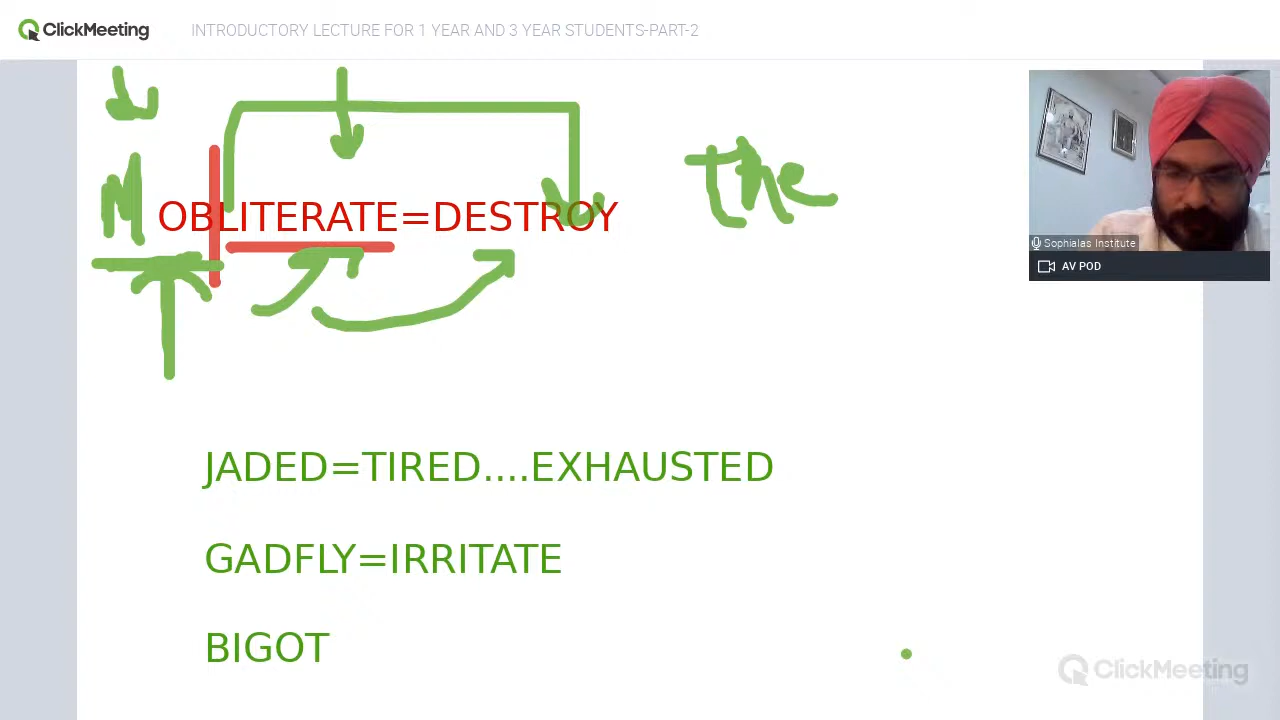 ClickMeeting INTRODUCTORY LECTURE FOR 1 YEAR AND 3 YEAR STUDENTS-PART-2
the
OBLITERATE=DESTROY
Sophialas Institute
AV POD
JADED=TIRED....EXHAUSTED
GADFLY=IRRITATE
BIGOT
ClickMeeting